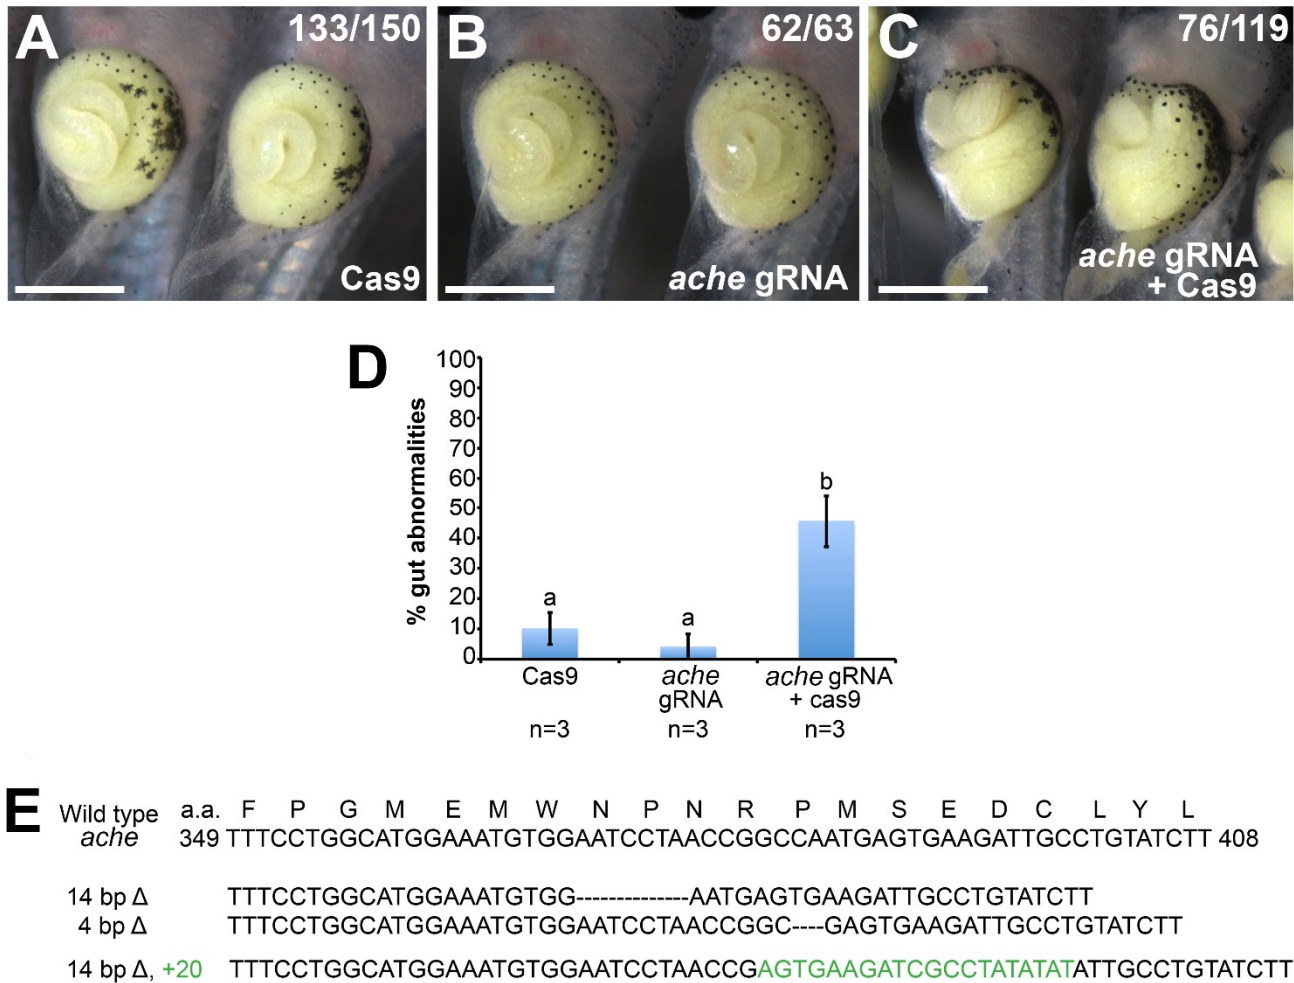 A 133/150
Cas9
B 62/63
ache gRNA
C 76/119
ache gRNA
+ Cas9
D
% gut abnormalities
100
90
80
70
60
50
40
30
20
10
0
a
a
b
Cas9
ache
gRNA
ache gRNA
+ cas9
n=3
n=3
n=3
E
Wild type a.a. F P G M E M W N P N R P M S E D C L Y L
ache 349 TTTCCTGGCATGGAAATGTGGAATCCTAACCGGCCAATGAGTGAAGATTGCCTGTATCTT 408
14 bp Δ TTTCCTGGCATGGAAATGTGG--------------AATGAGTGAAGATTGCCTGTATCTT
4 bp Δ TTTCCTGGCATGGAAATGTGGAATCCTAACCGGC----GAGTGAAGATTGCCTGTATCTT
14 bp Δ, +20 TTTCCTGGCATGGAAATGTGGAATCCTAACCGAGTGAAGATCGCCTATATATATTGCCTGTATCTT